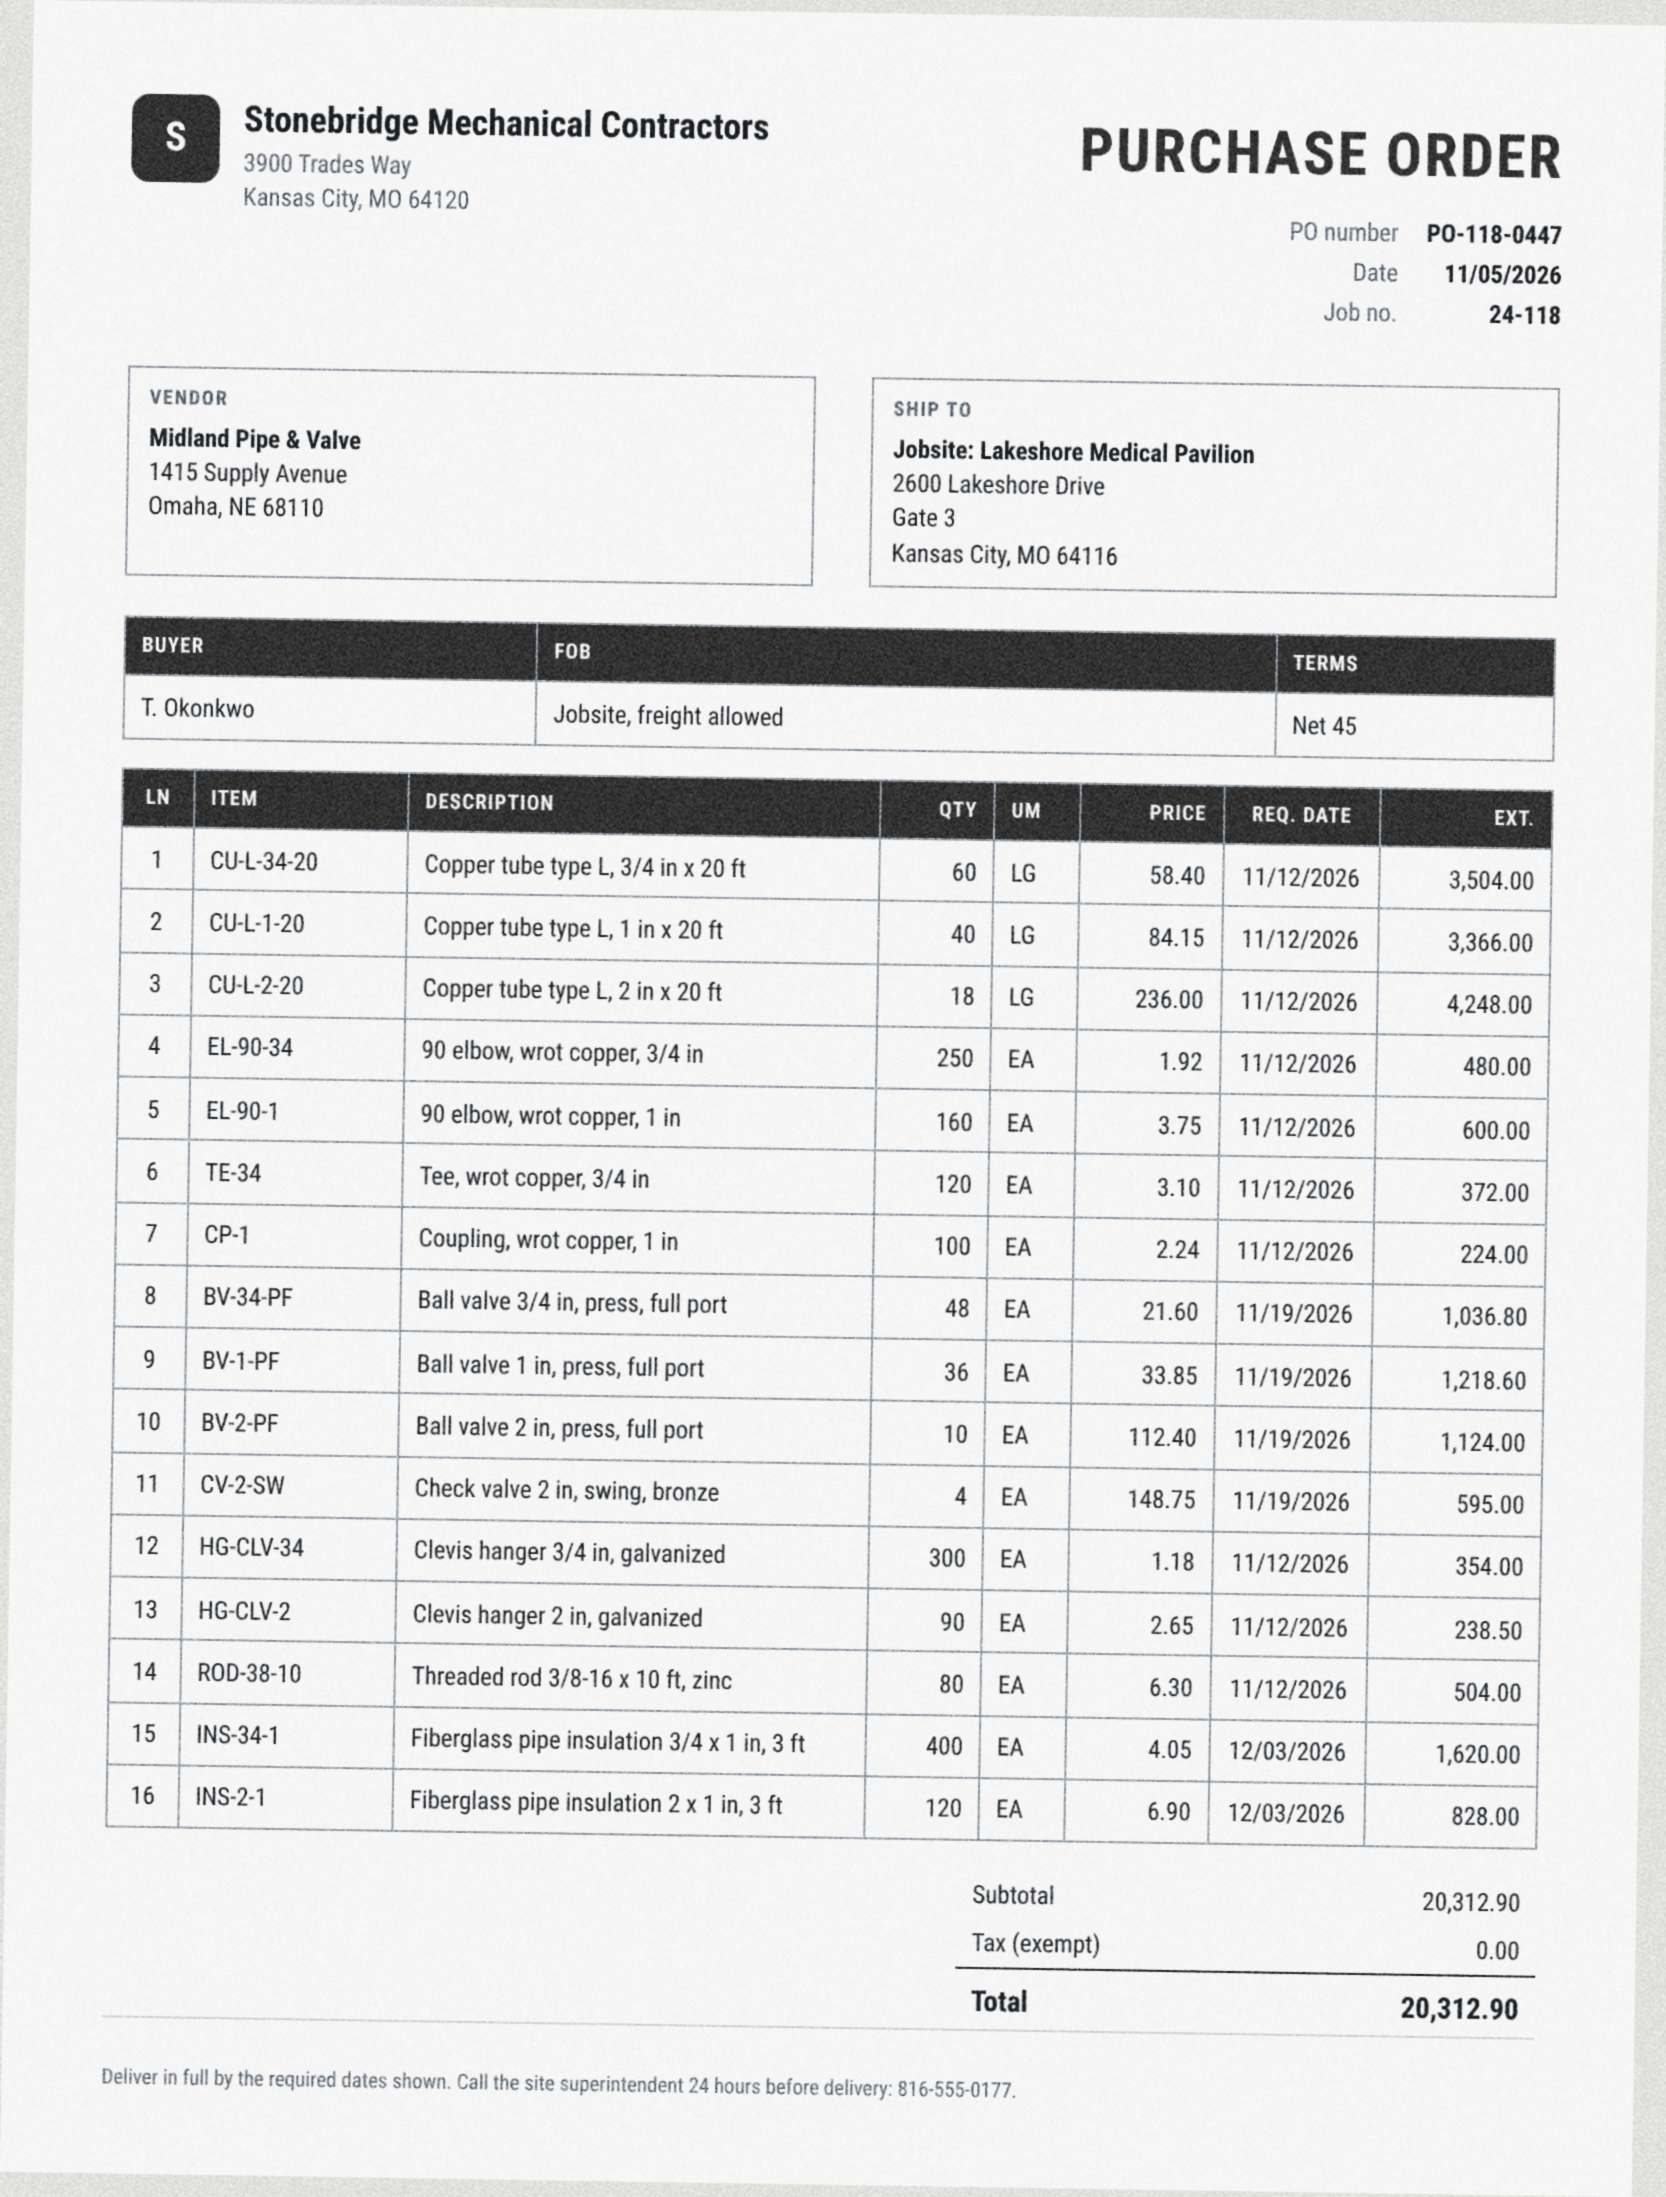 S
Stonebridge Mechanical Contractors
3900 Trades Way
Kansas City, MO 64120
PURCHASE ORDER
PO number PO-118-0447
Date 11/05/2026
Job no. 24-118
VENDOR
Midland Pipe & Valve
1415 Supply Avenue
Omaha, NE 68110
SHIP TO
Jobsite: Lakeshore Medical Pavilion
2600 Lakeshore Drive
Gate 3
Kansas City, MO 64116
BUYER FOB TERMS
T. Okonkwo Jobsite, freight allowed Net 45
LN ITEM DESCRIPTION QTY UM PRICE REQ. DATE EXT.
1 CU-L-34-20 Copper tube type L, 3/4 in x 20 ft 60 LG 58.40 11/12/2026 3,504.00
2 CU-L-1-20 Copper tube type L, 1 in x 20 ft 40 LG 84.15 11/12/2026 3,366.00
3 CU-L-2-20 Copper tube type L, 2 in x 20 ft 18 LG 236.00 11/12/2026 4,248.00
4 EL-90-34 90 elbow, wrot copper, 3/4 in 250 EA 1.92 11/12/2026 480.00
5 EL-90-1 90 elbow, wrot copper, 1 in 160 EA 3.75 11/12/2026 600.00
6 TE-34 Tee, wrot copper, 3/4 in 120 EA 3.10 11/12/2026 372.00
7 CP-1 Coupling, wrot copper, 1 in 100 EA 2.24 11/12/2026 224.00
8 BV-34-PF Ball valve 3/4 in, press, full port 48 EA 21.60 11/19/2026 1,036.80
9 BV-1-PF Ball valve 1 in, press, full port 36 EA 33.85 11/19/2026 1,218.60
10 BV-2-PF Ball valve 2 in, press, full port 10 EA 112.40 11/19/2026 1,124.00
11 CV-2-SW Check valve 2 in, swing, bronze 4 EA 148.75 11/19/2026 595.00
12 HG-CLV-34 Clevis hanger 3/4 in, galvanized 300 EA 1.18 11/12/2026 354.00
13 HG-CLV-2 Clevis hanger 2 in, galvanized 90 EA 2.65 11/12/2026 238.50
14 ROD-38-10 Threaded rod 3/8-16 x 10 ft, zinc 80 EA 6.30 11/12/2026 504.00
15 INS-34-1 Fiberglass pipe insulation 3/4 x 1 in, 3 ft 400 EA 4.05 12/03/2026 1,620.00
16 INS-2-1 Fiberglass pipe insulation 2 x 1 in, 3 ft 120 EA 6.90 12/03/2026 828.00
Subtotal 20,312.90
Tax (exempt) 0.00
Total 20,312.90
Deliver in full by the required dates shown. Call the site superintendent 24 hours before delivery: 816-555-0177.